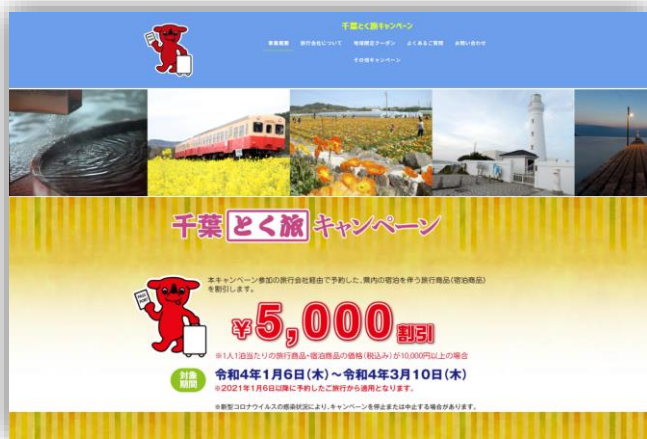 千葉とく旅キャンペーン
事業概要 旅行会社について 地域限定クーポン よくあるご質問 お問い合わせ
その他キャンペーン
千葉とく旅キャンペーン
本キャンペーン参加の旅行会社経由で予約した、県内の宿泊を伴う旅行商品(宿泊商品)
を割引します。
¥5,000割引
※1人1泊当たりの旅行商品・宿泊商品の価格(税込み)が10,000円以上の場合
対象
期間
令和4年1月6日(木)~令和4年3月10日(木)
※2021年1月6日以降に予約したご旅行から適用となります。
※新型コロナウイルスの感染状況により、キャンペーンを停止または中止する場合があります。